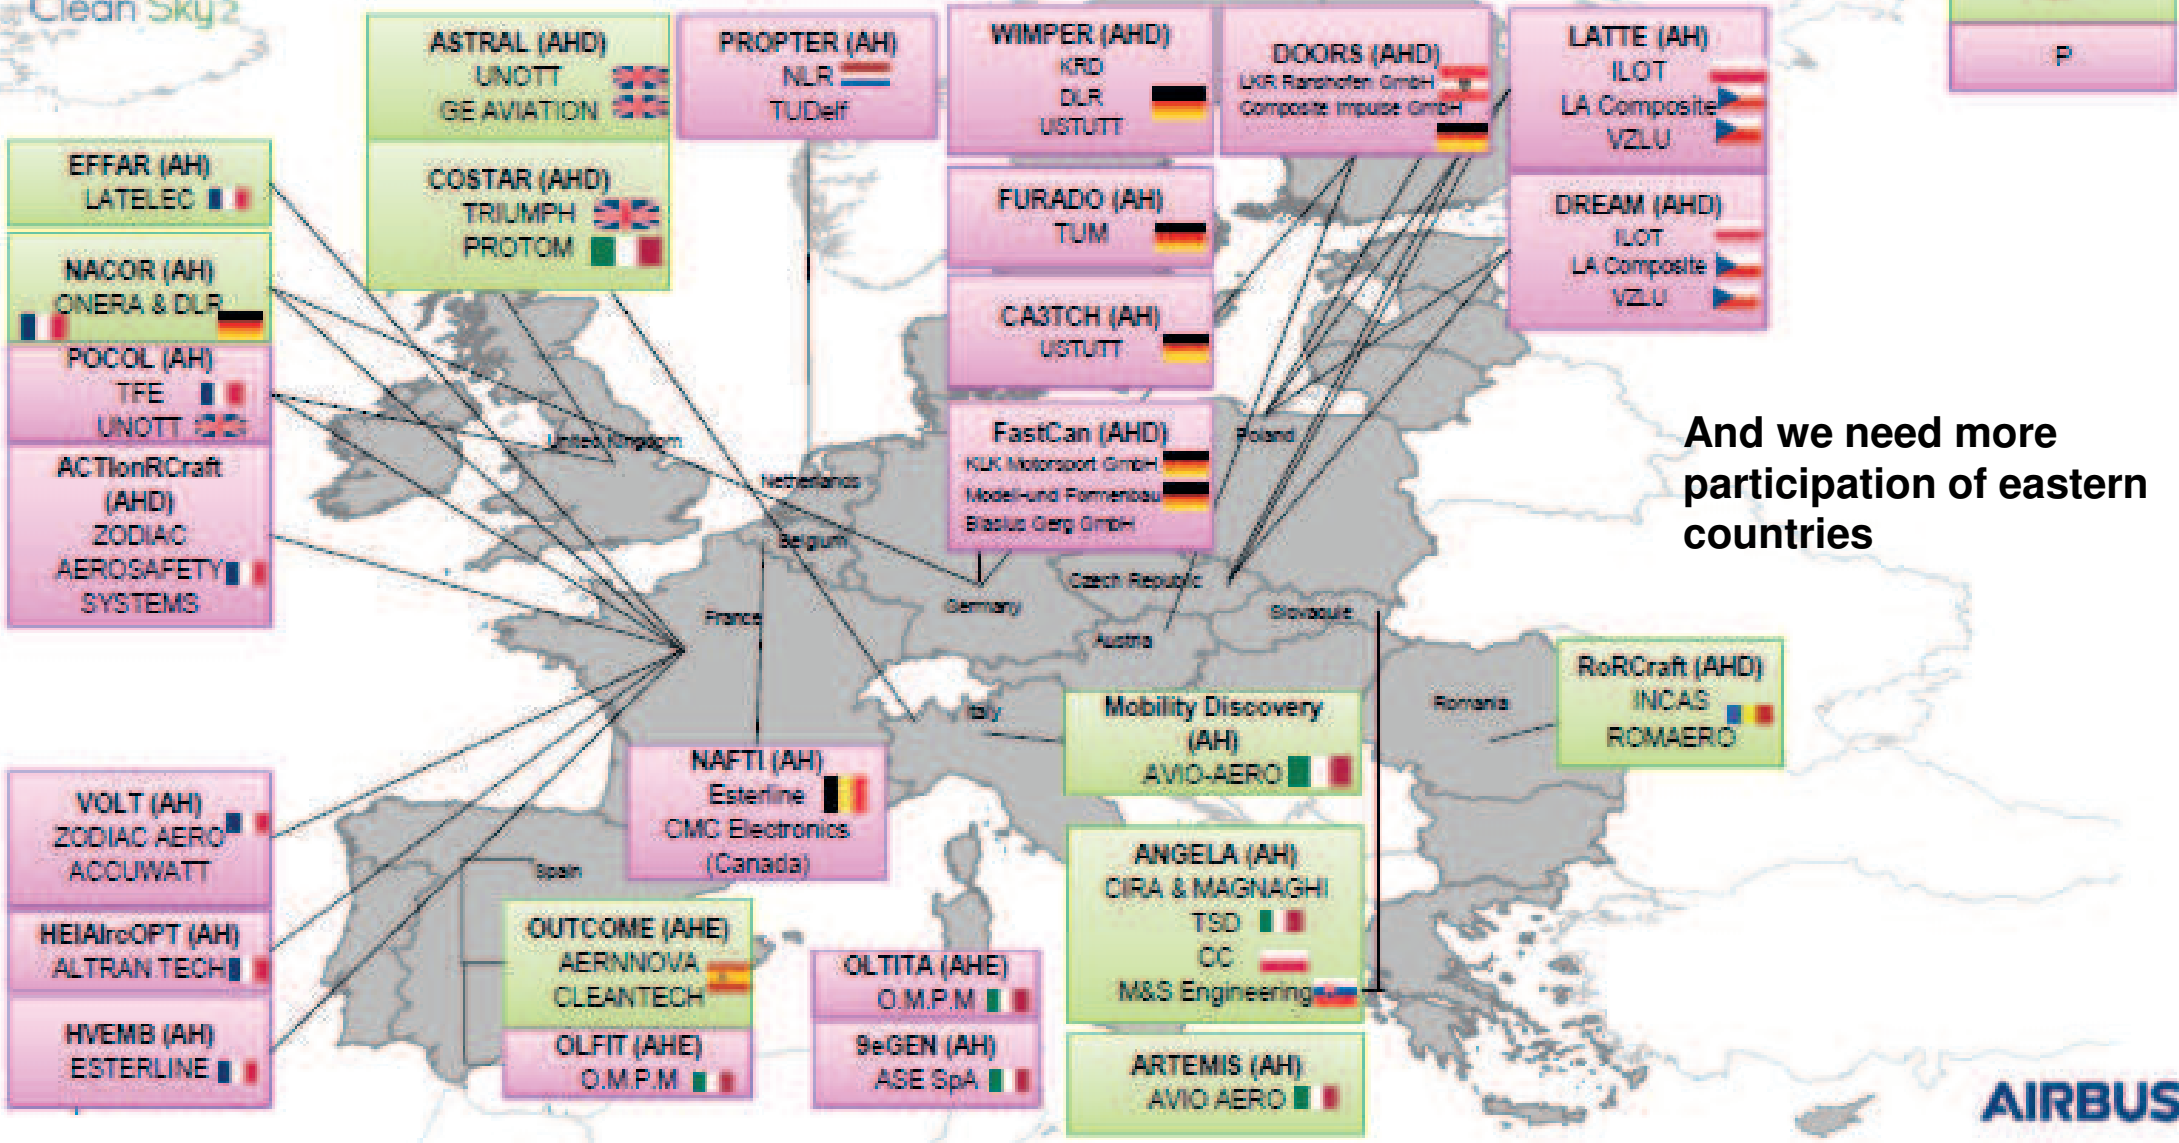 Clean Sky2
ASTRAL (AHD)
UNOTT
GE AVIATION
COSTAR (AHD)
TRIUMPH
PROTOM
PROPTER (AH)
NLR
TUDelf
WIMPER (AHD)
KRD
DLR
USTUTT
FURADO (AH)
TUM
CA3TCH (AH)
USTUTT
FastCan (AHD)
KLK Motorsport GmbH
Modell-und Formenbau
Blasius Gerg GmbH
DOORS (AHD)
LKR Ranshofen GmbH
Composite Impulse GmbH
LATTE (AH)
ILOT
LA Composite
VZLU
DREAM (AHD)
ILOT
LA Composite
VZLU
P
EFFAR (AH)
LATELEC
NACOR (AH)
ONERA & DLR
POCOL (AH)
TFE
UNOTT
ACTIonRCraft
(AHD)
ZODIAC
AEROSAFETY
SYSTEMS
VOLT (AH)
ZODIAC AERO
ACCUWATT
HEIAIrcOPT (AH)
ALTRAN TECH
HVEMB (AH)
ESTERLINE
United Kingdom
Netherlands
Belgium
France
Germany
Poland
Czech Republic
Slovaquie
Austria
Italy
Romania
Spain
And we need more
participation of eastern
countries
RoRCraft (AHD)
INCAS
ROMAERO
NAFTI (AH)
Esterline
CMC Electronics
(Canada)
Mobility Discovery
(AH)
AVIO-AERO
ANGELA (AH)
CIRA & MAGNAGHI
TSD
CC
M&S Engineering
ARTEMIS (AH)
AVIO AERO
OUTCOME (AHE)
AERNNOVA
CLEANTECH
OLFIT (AHE)
O.M.P.M
OLTITA (AHE)
O.M.P.M
9eGEN (AH)
ASE SpA
AIRBUS